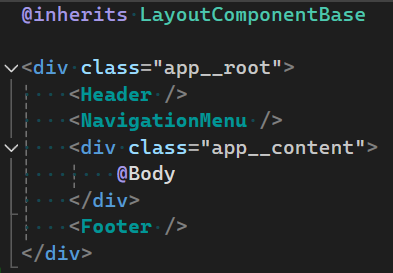 @inherits LayoutComponentBase

<div class="app__root">
    <Header />
    <NavigationMenu />
    <div class="app__content">
        @Body
    </div>
    <Footer />
</div>